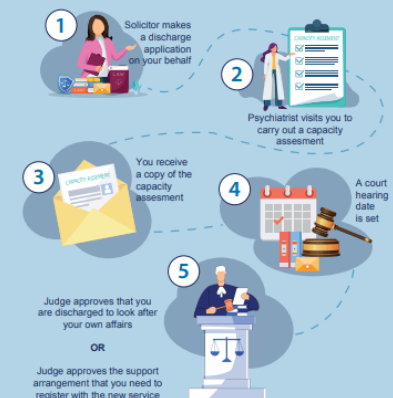 1
Solicitor makes
a discharge
application
on your behalf
LAW
2
CAPACITY ASSESMENT
Psychiatrist visits you to
carry out a capacity
assesment
3
CAPACITY ASSESMENT
You receive
a copy of the
capacity
assesment
4
A court
hearing
date
is set
5
Judge approves that you
are discharged to look after
your own affairs
OR
Judge approves the support
arrangement that you need to
register with the new service